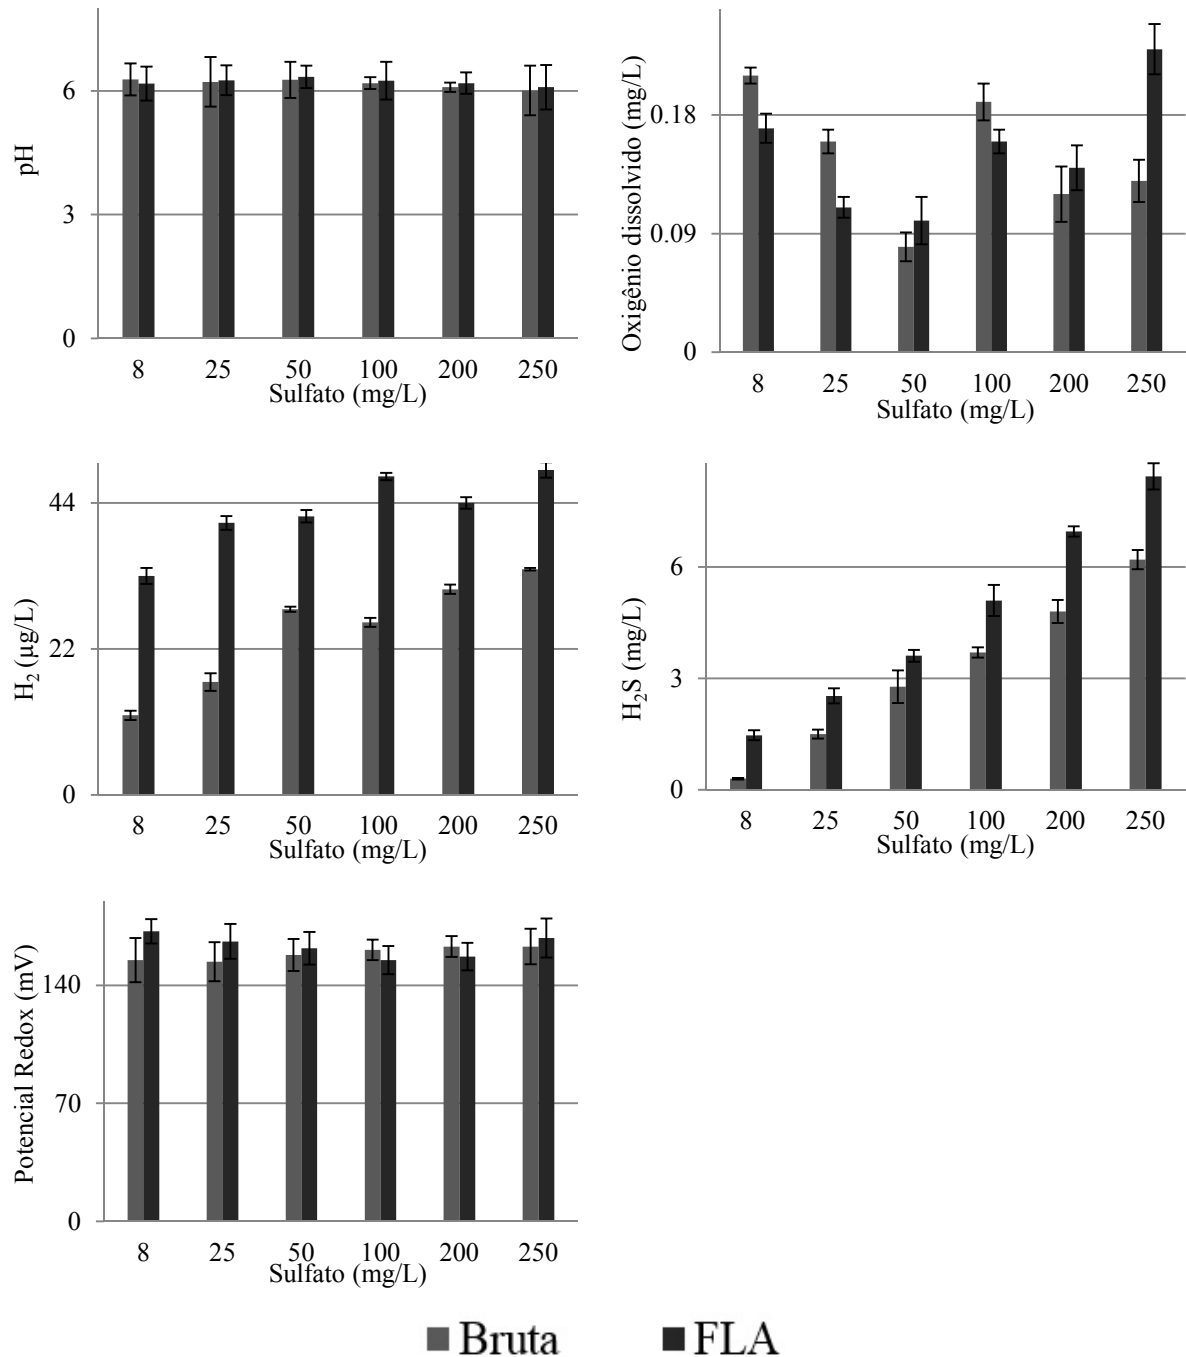 pH
6
3
0
8 25 50 100 200 250
Sulfato (mg/L)
Oxigênio dissolvido (mg/L)
0.18
0.09
0
8 25 50 100 200 250
Sulfato (mg/L)
H₂ (µg/L)
44
22
0
8 25 50 100 200 250
Sulfato (mg/L)
H₂S (mg/L)
6
3
0
8 25 50 100 200 250
Sulfato (mg/L)
Potencial Redox (mV)
140
70
0
8 25 50 100 200 250
Sulfato (mg/L)
Bruta FLA